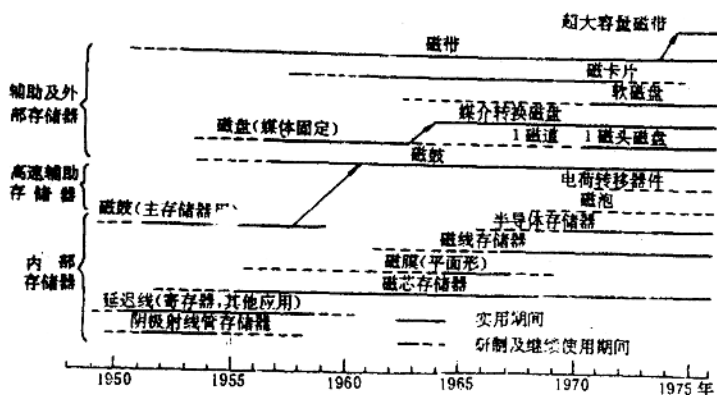 超大容量磁带
磁带
磁卡片
软磁盘
辅助及外
部存储器
媒介转换磁盘
磁盘(媒体固定)
1磁道 1磁头磁盘
磁鼓
高速辅助
存储器
电荷转移器件
磁泡
磁鼓(主存储器
半导体存储器
磁线存储器
内部
存储器
磁膜(平面形)
磁芯存储器
延迟线(寄存器,其他应用)
阴极射线管存储器
实用期间
研制及继续使用期间
1950 1955 1960 1965 1970 1975年